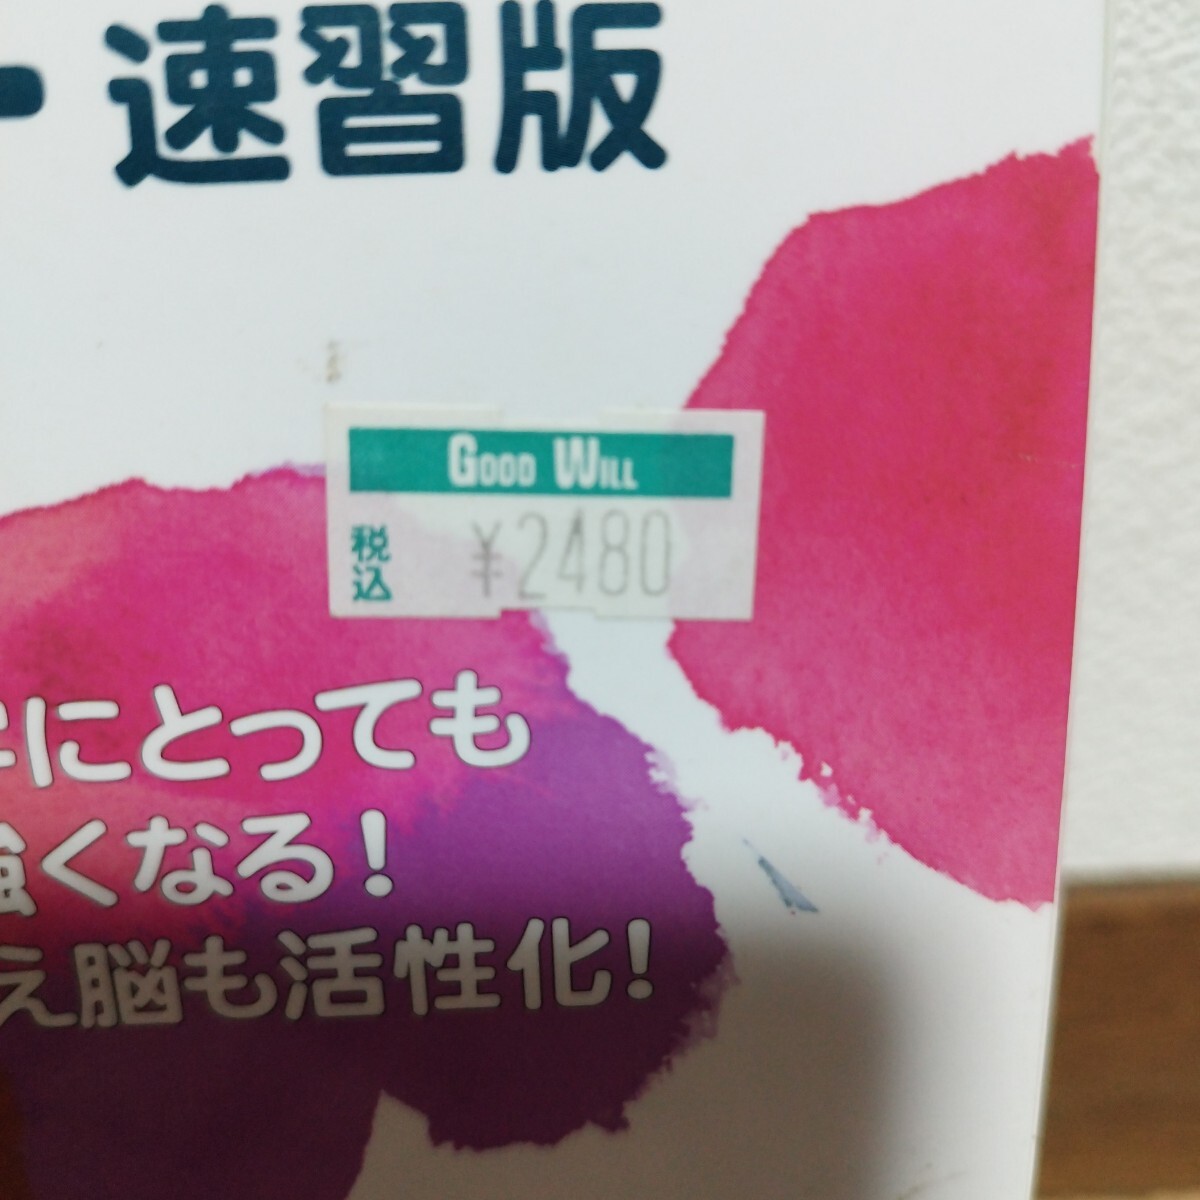 速習版
GOOD WILL
税込 ¥2480
にとっても
強くなる!
え脳も活性化!